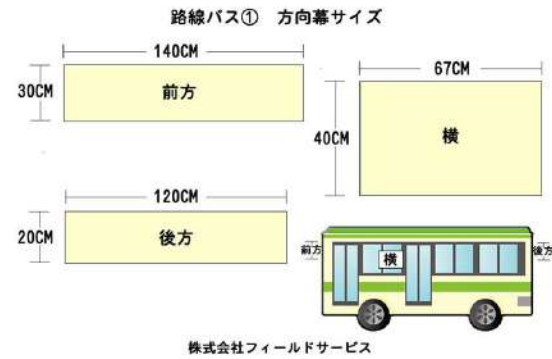 路線バス① 方向幕サイズ
140CM
30CM
前方
67CM
40CM
横
120CM
20CM
後方
前方
横
後方
株式会社フィールドサービス